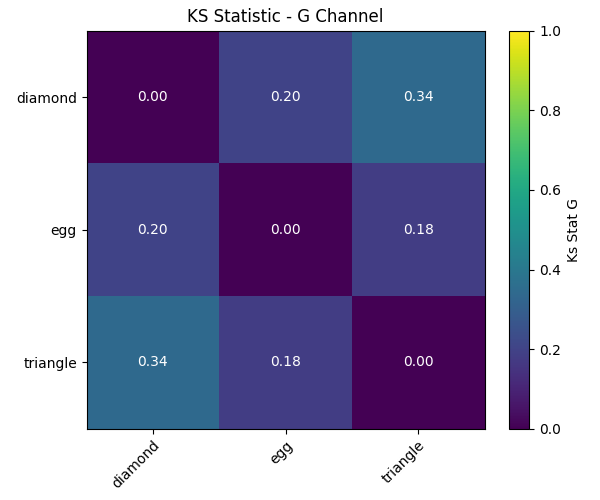 KS Statistic - G Channel
diamond 0.00 0.20 0.34
egg 0.20 0.00 0.18
triangle 0.34 0.18 0.00
diamond egg triangle
1.0
0.8
0.6
0.4
0.2
0.0
Ks Stat G